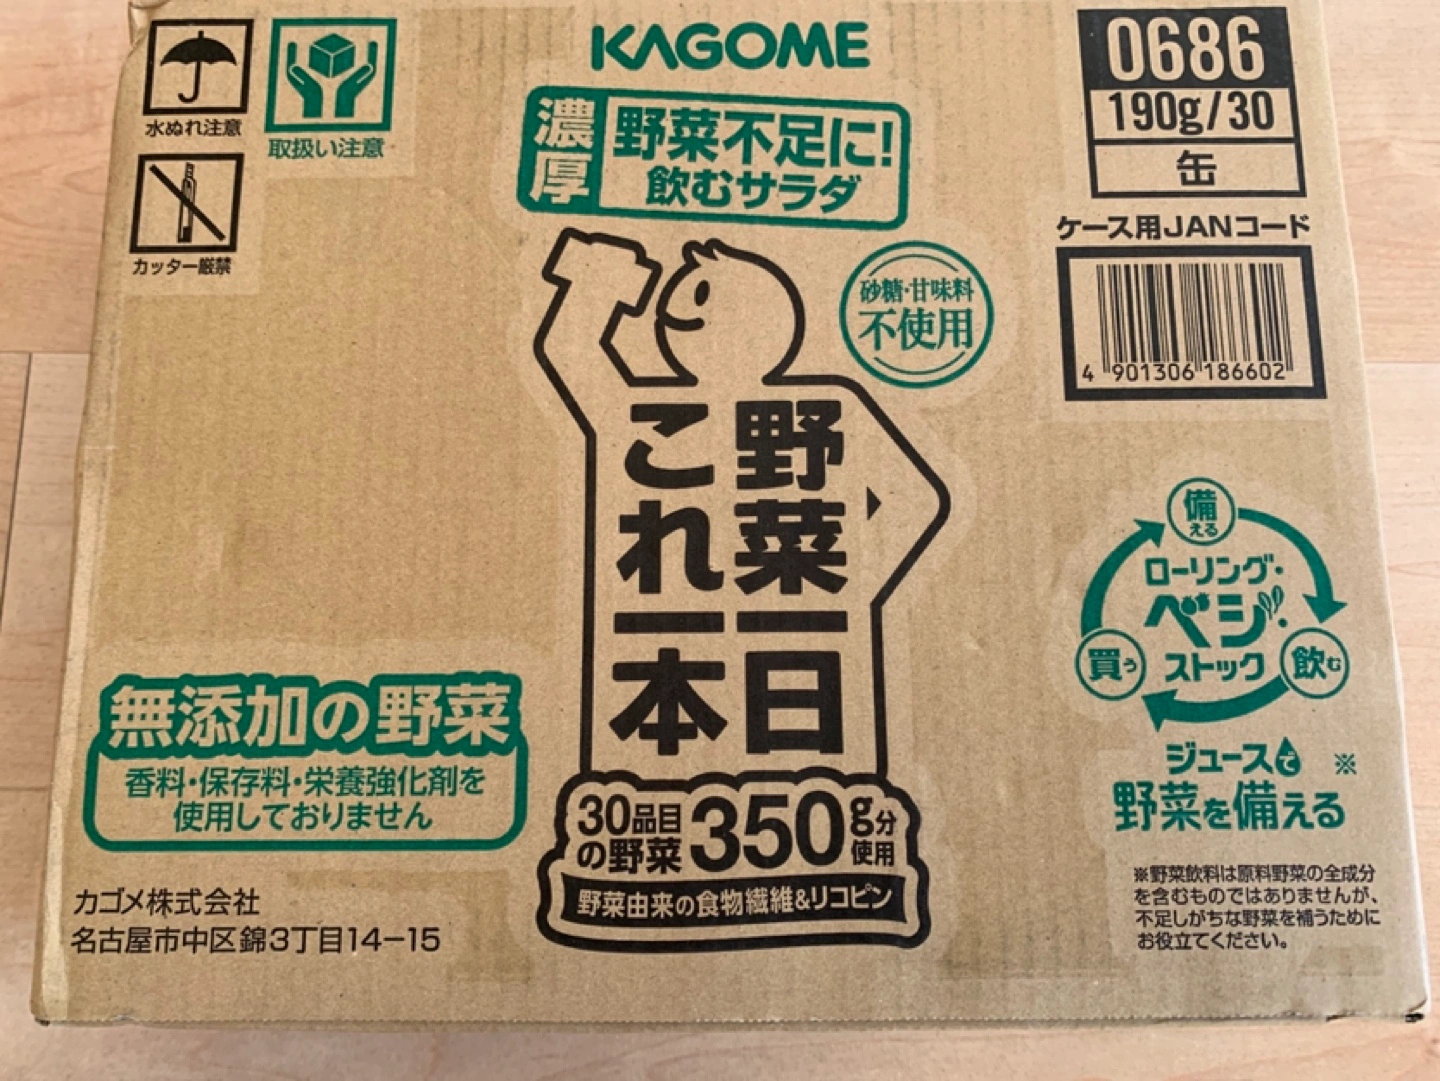 水ぬれ注意
取扱い注意
カッター厳禁
KAGOME
濃厚
野菜不足に!
飲むサラダ
砂糖・甘味料
不使用
0686
190g/30
缶
ケース用JANコード
4 901306 186602
野菜一日
これ一本
30品目
の野菜
350g分
使用
野菜由来の食物繊維&リコピン
無添加の野菜
香料・保存料・栄養強化剤を
使用しておりません
カゴメ株式会社
名古屋市中区錦3丁目14-15
備える
ローリング・
ベジ・
ストック
買う
飲む
ジュースで
野菜を備える※
※野菜飲料は原料野菜の全成分
を含むものではありませんが、
不足しがちな野菜を補うために
お役立てください。